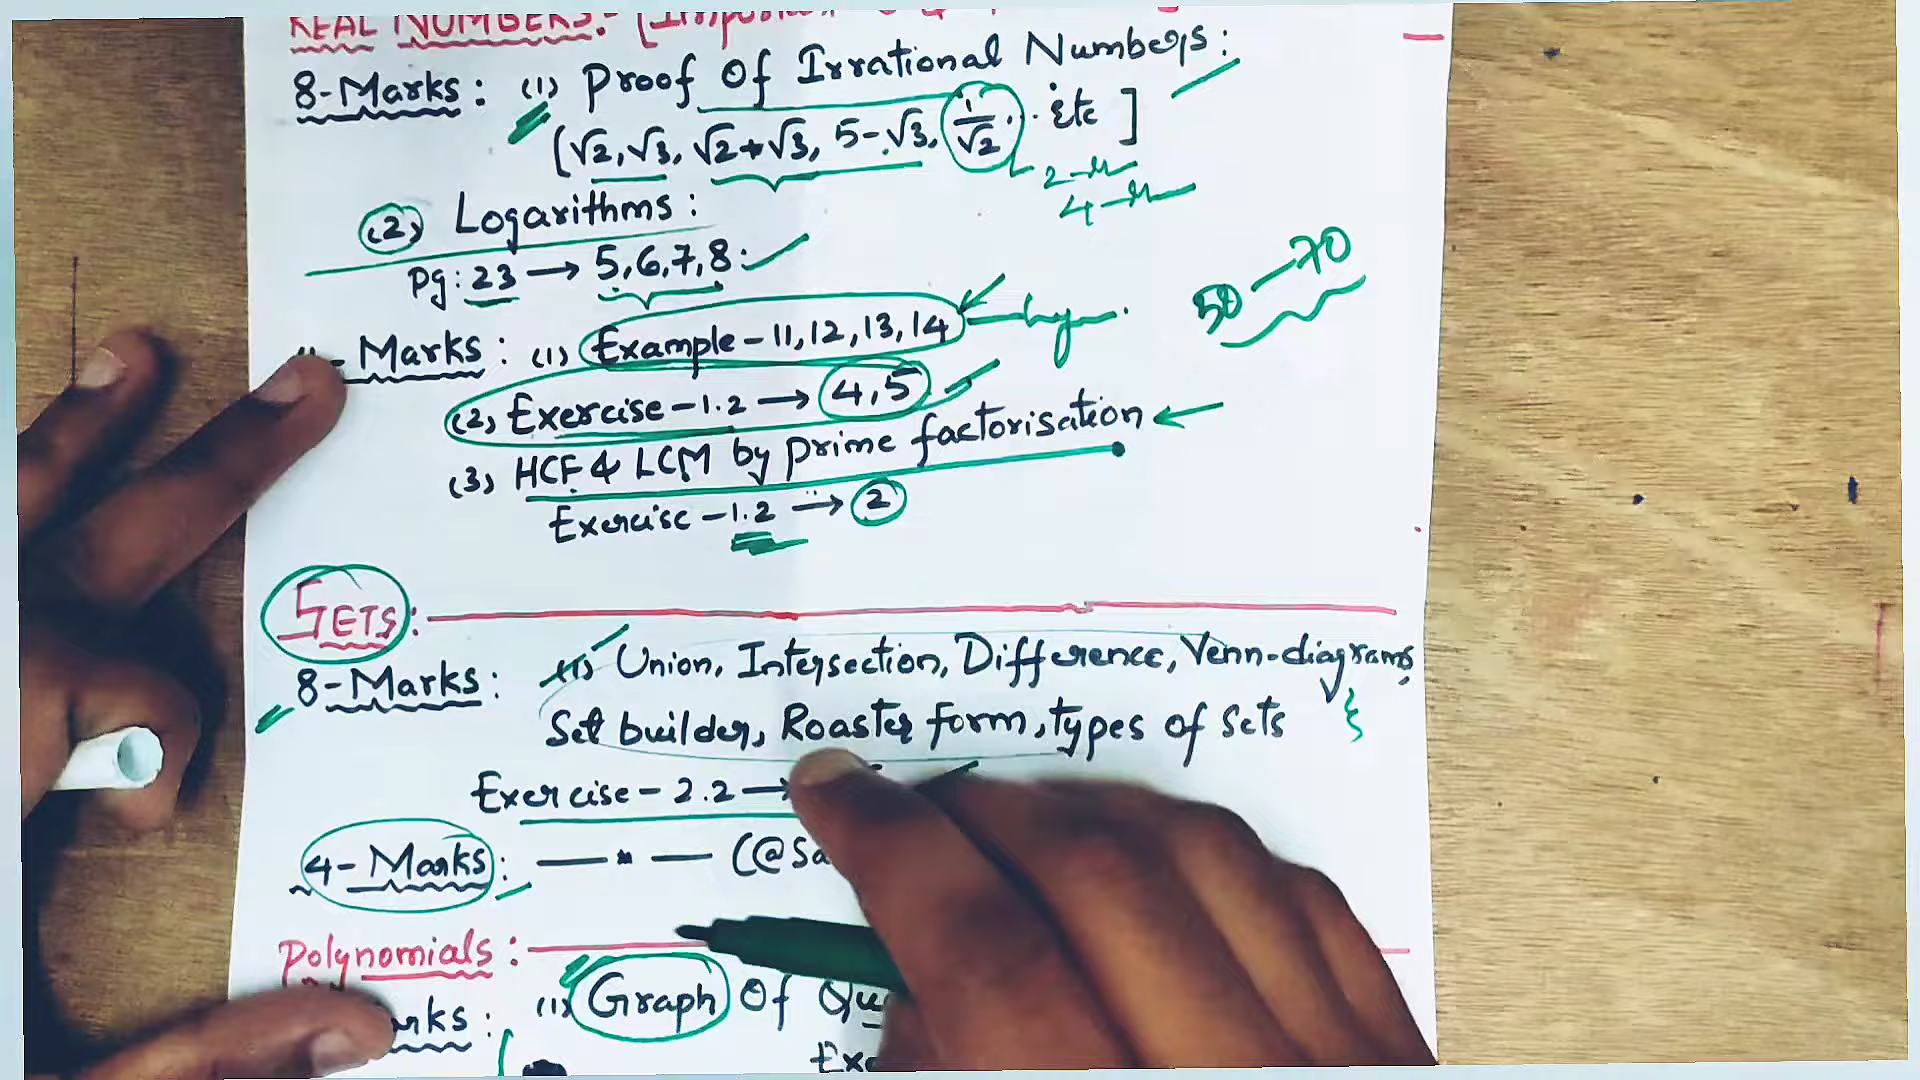 REAL NUMBERS:-
8-Marks: (1) Proof Of Irrational Numbers:
[√2, √3, √2+√3, 5-√3, 1/√2 ... Etc ]
2-M
4-M
(2) Logarithms:
Pg: 23 → 5,6,7,8:
50 - 70
Marks: (1) Example - 11,12,13,14
(2) Exercise - 1.2 → 4,5
(3) HCF & LCM by prime factorisation
Exercise - 1.2 → 2
SETS:
8-Marks: (1) Union, Intersection, Difference, Venn-diagrams,
Set builder, Roaster form, types of sets
Exercise - 2.2 →
4-Marks: (@Sa
Polynomials:
(1) Graph Of